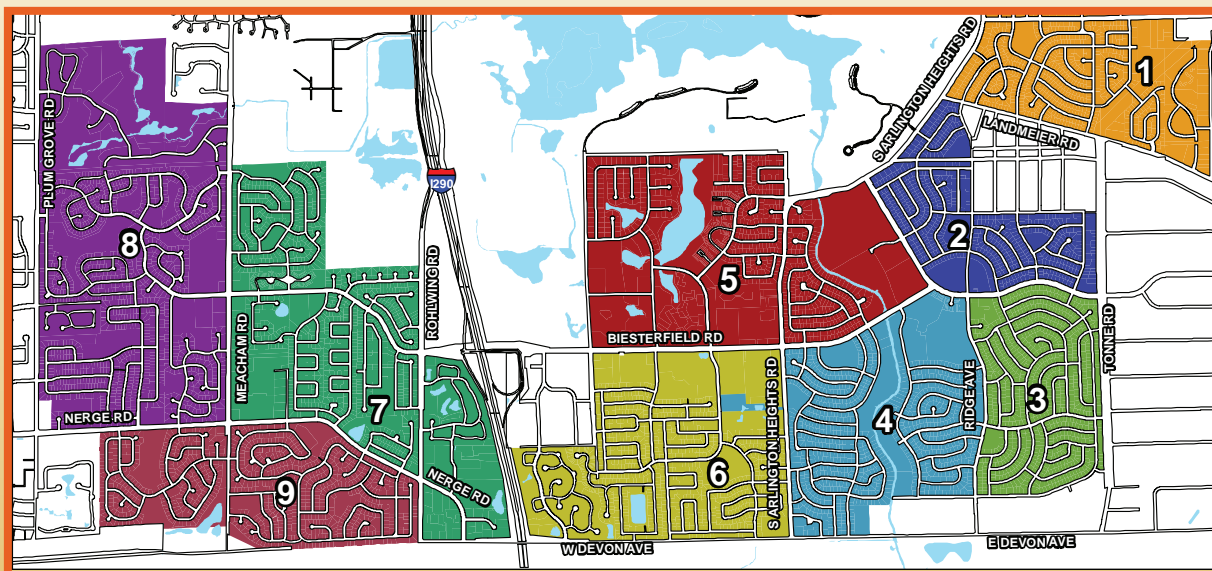 1
S ARLINGTON HEIGHTS RD
LANDMEIER RD
PLUM GROVE RD
I290
8
2
5
ROHLWING RD
MEACHAM RD
BIESTERFIELD RD
TONNE RD
S ARLINGTON HEIGHTS RD
RIDGE AVE
3
7
4
NERGE RD
6
9
NERGE RD
W DEVON AVE
E DEVON AVE